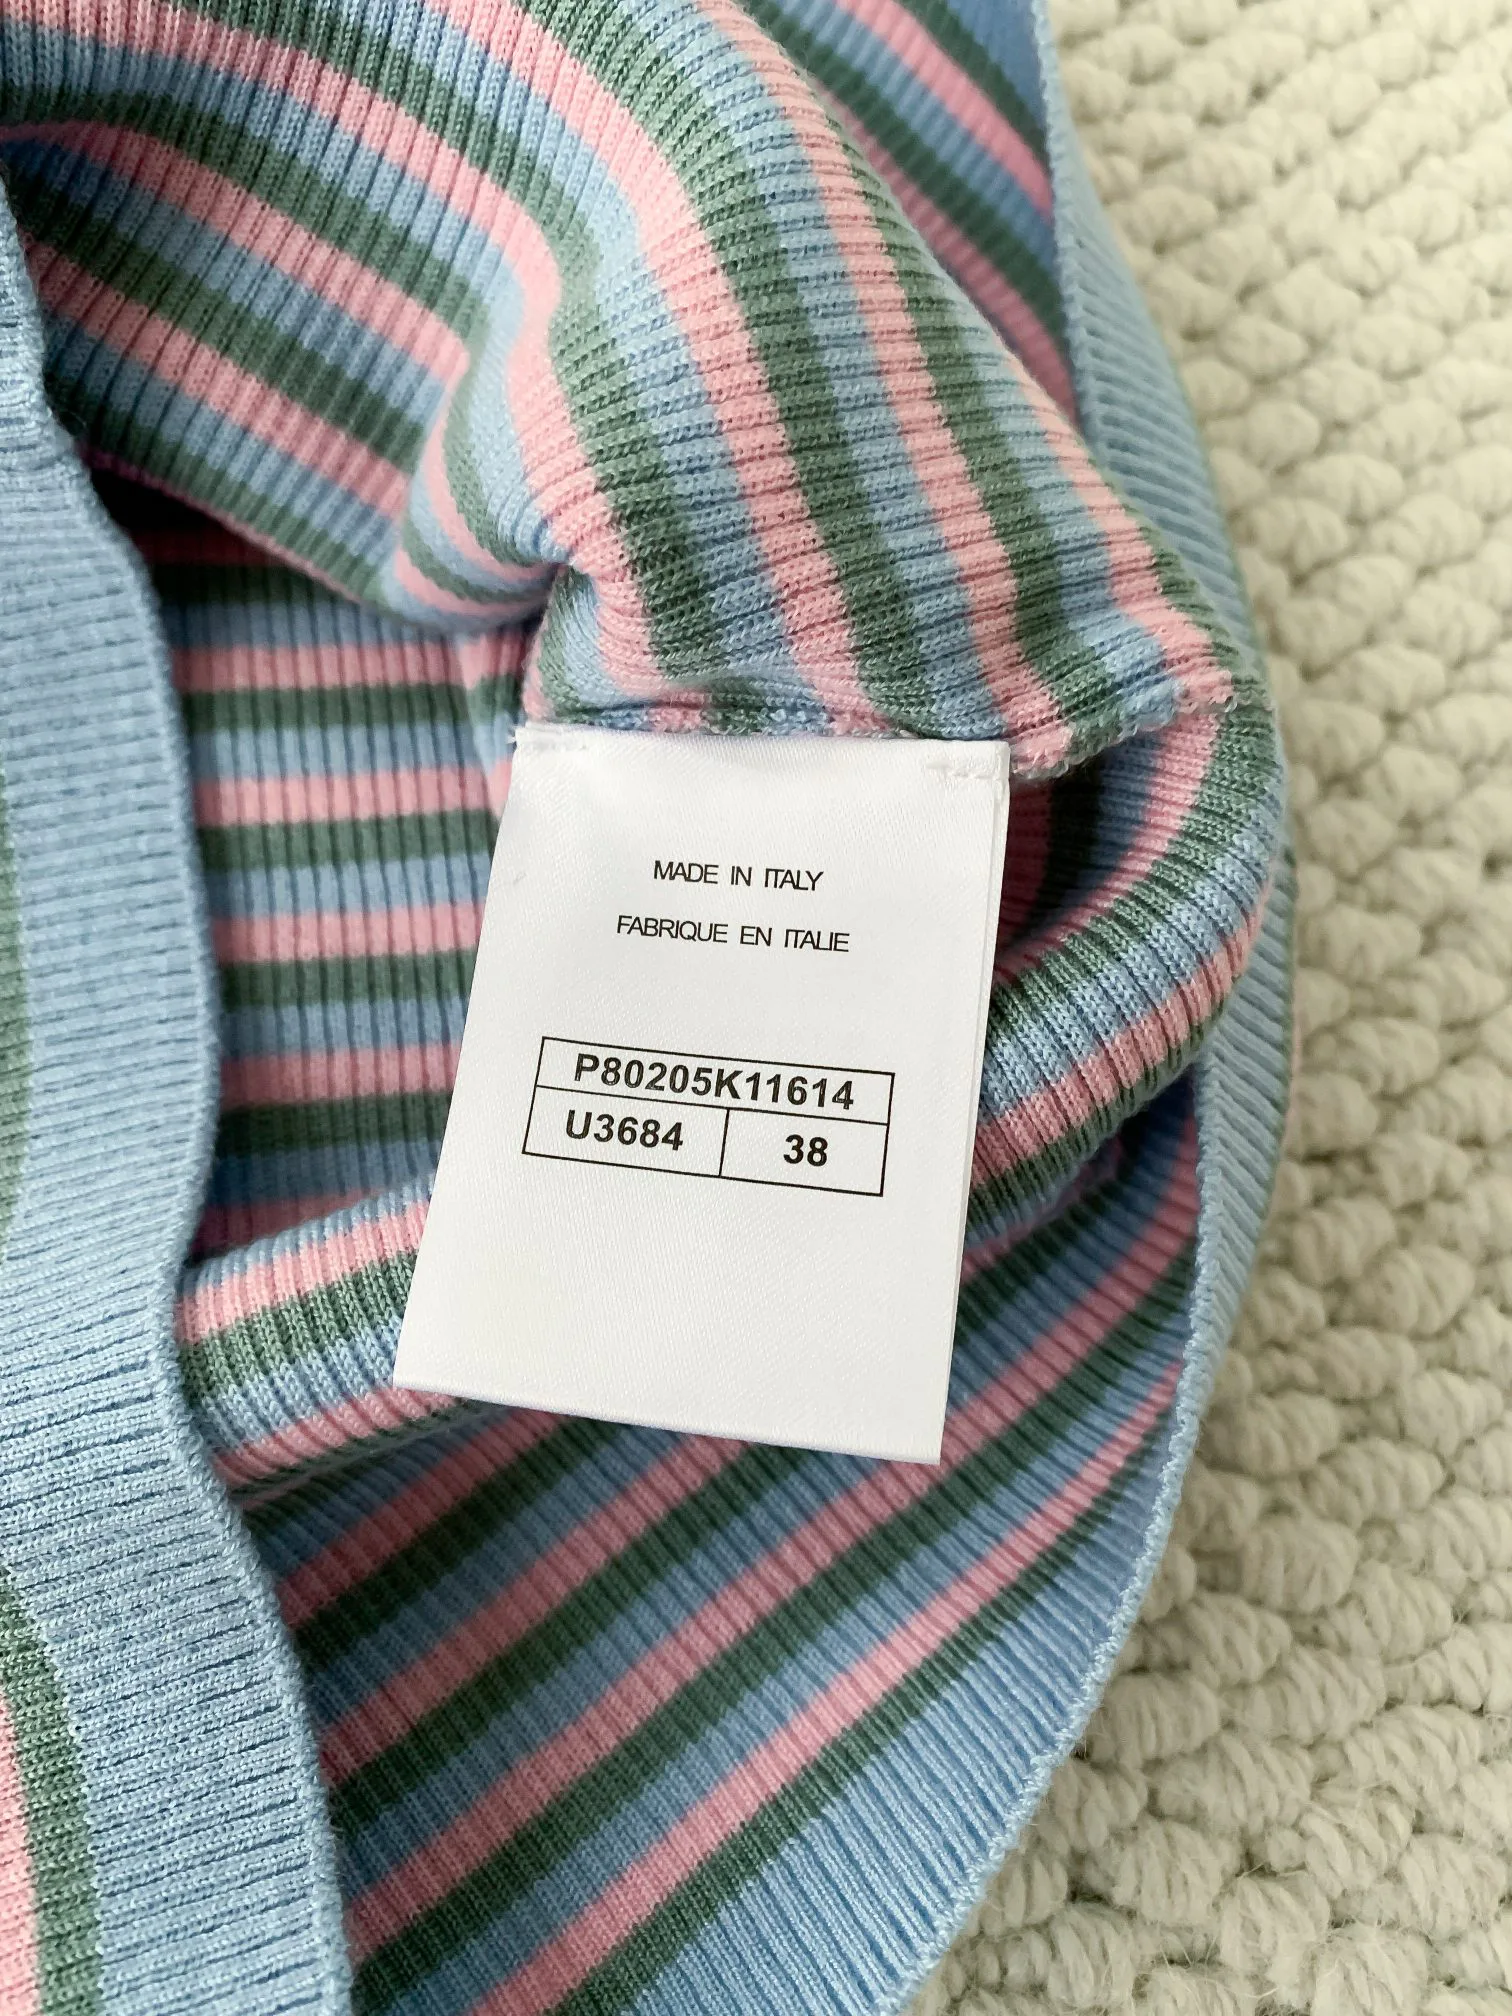 MADE IN ITALY
FABRIQUE EN ITALIE
P80205K11614
U3684 38